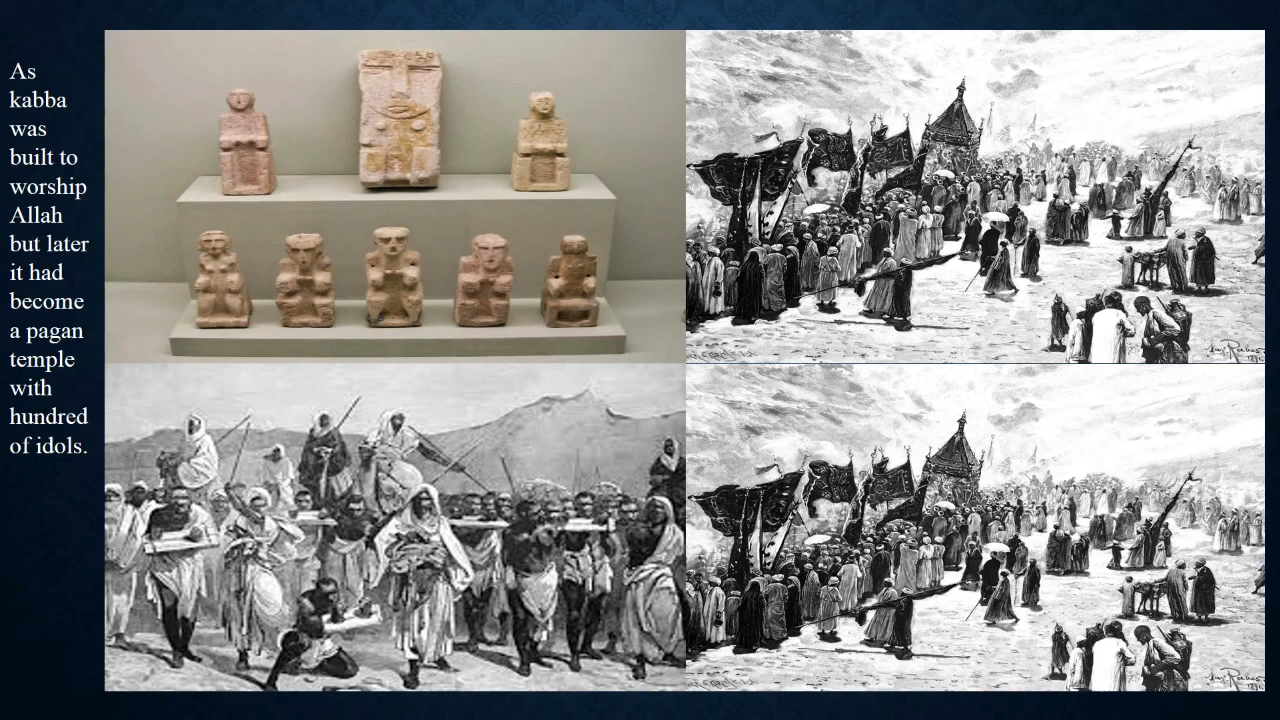 As
kabba
was
built to
worship
Allah
but later
it had
become
a pagan
temple
with
hundred
of idols.